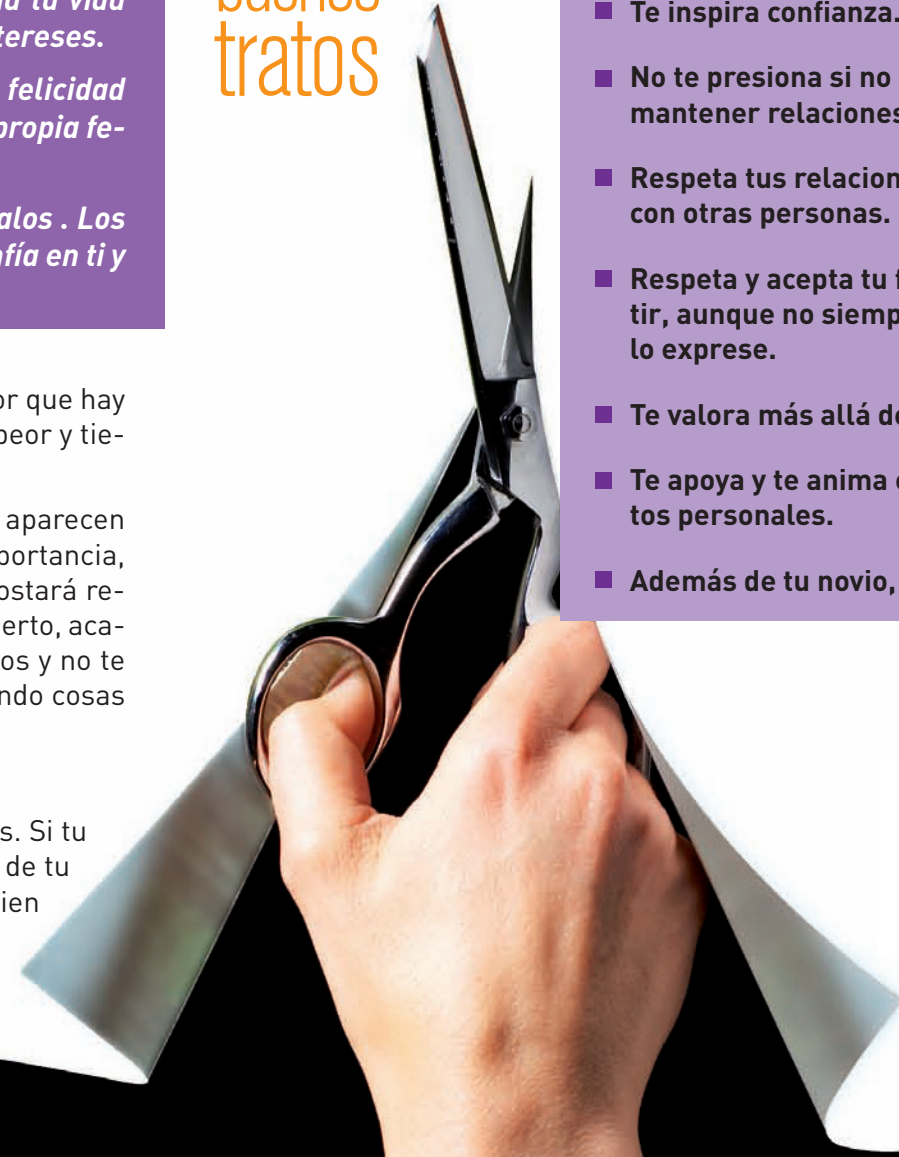 tereses.
felicidad
propia fe-
alos . Los
nfía en ti y
or que hay
peor y tie-
aparecen
portancia,
ostará re-
erto, aca-
os y no te
ndo cosas
s. Si tu
de tu
ien
buenos
tratos
Te inspira confianza.
No te presiona si no
mantener relaciones
Respeta tus relacion
con otras personas.
Respeta y acepta tu f
tir, aunque no siemp
lo exprese.
Te valora más allá de
Te apoya y te anima
tos personales.
Además de tu novio,